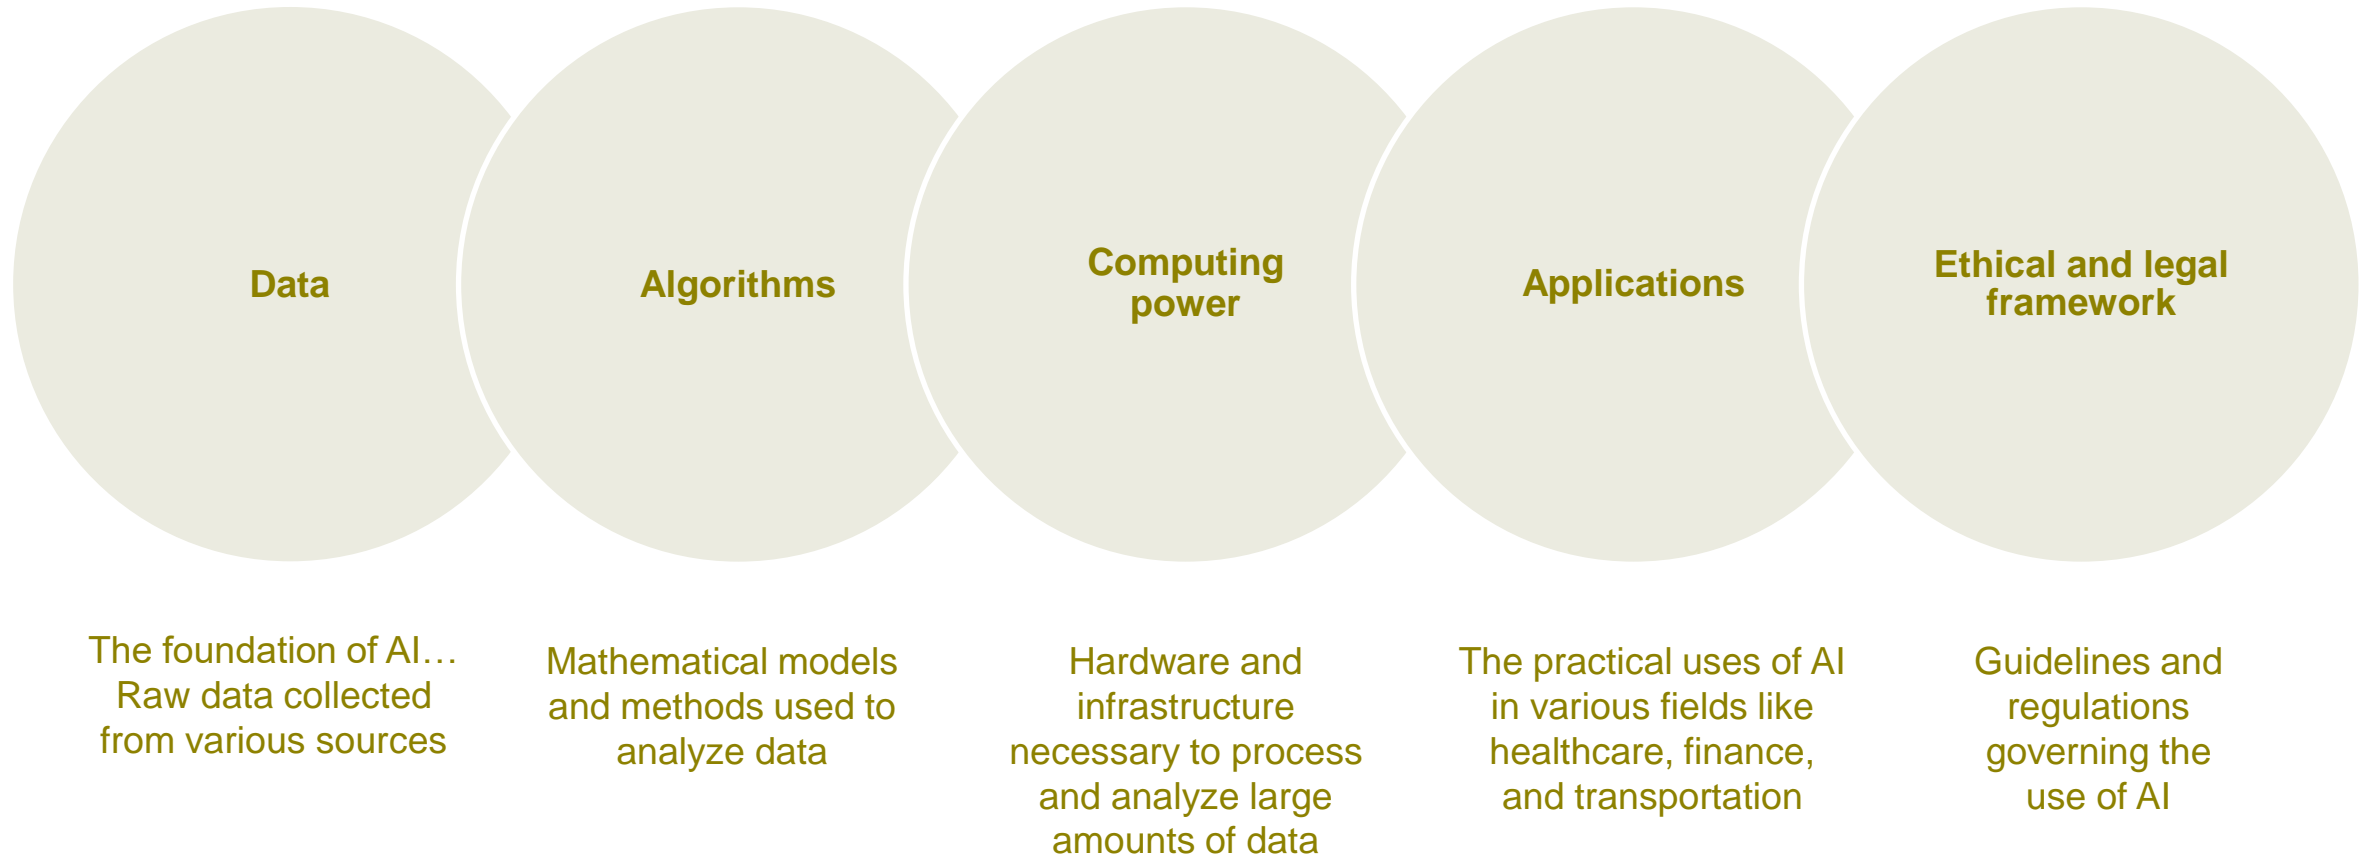 Data
Algorithms
Computing
power
Applications
Ethical and legal
framework
The foundation of AI…
Raw data collected
from various sources
Mathematical models
and methods used to
analyze data
Hardware and
infrastructure
necessary to process
and analyze large
amounts of data
The practical uses of AI
in various fields like
healthcare, finance,
and transportation
Guidelines and
regulations
governing the
use of AI